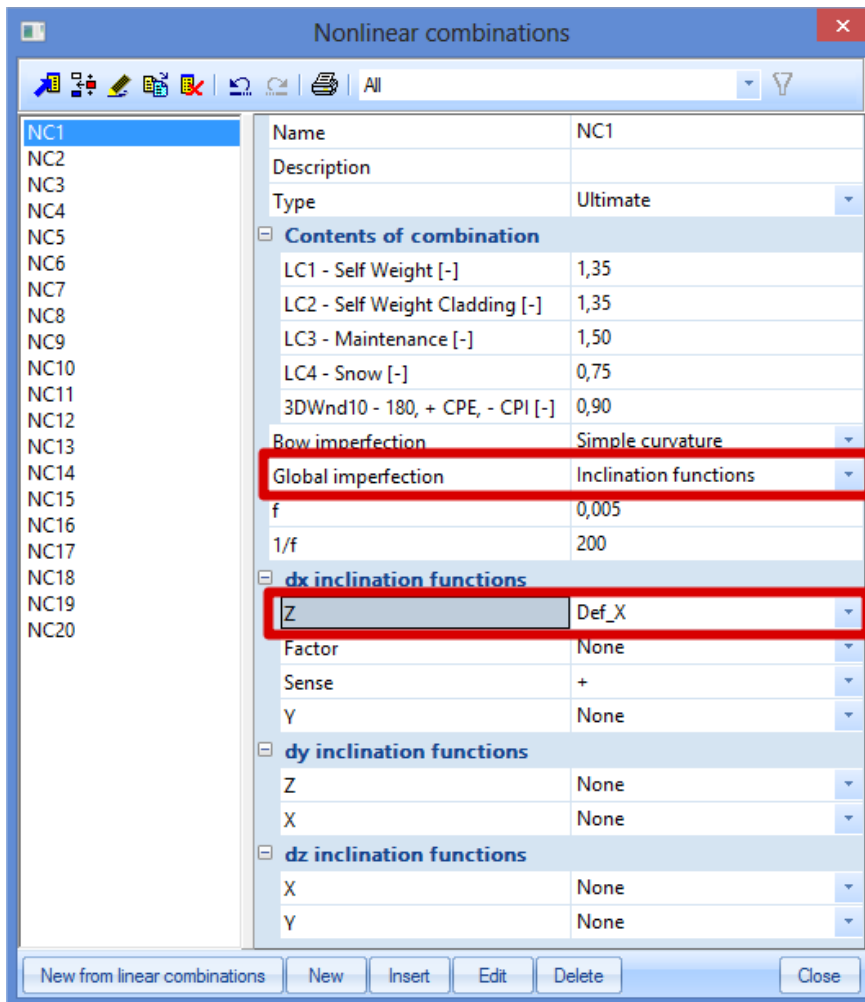 Nonlinear combinations
All
NC1
NC2
NC3
NC4
NC5
NC6
NC7
NC8
NC9
NC10
NC11
NC12
NC13
NC14
NC15
NC16
NC17
NC18
NC19
NC20
Name NC1
Description
Type Ultimate
Contents of combination
LC1 - Self Weight [-] 1,35
LC2 - Self Weight Cladding [-] 1,35
LC3 - Maintenance [-] 1,50
LC4 - Snow [-] 0,75
3DWnd10 - 180, + CPE, - CPI [-] 0,90
Bow imperfection Simple curvature
Global imperfection Inclination functions
f 0,005
1/f 200
dx inclination functions
Z Def_X
Factor None
Sense +
Y None
dy inclination functions
Z None
X None
dz inclination functions
X None
Y None
New from linear combinations New Insert Edit Delete Close